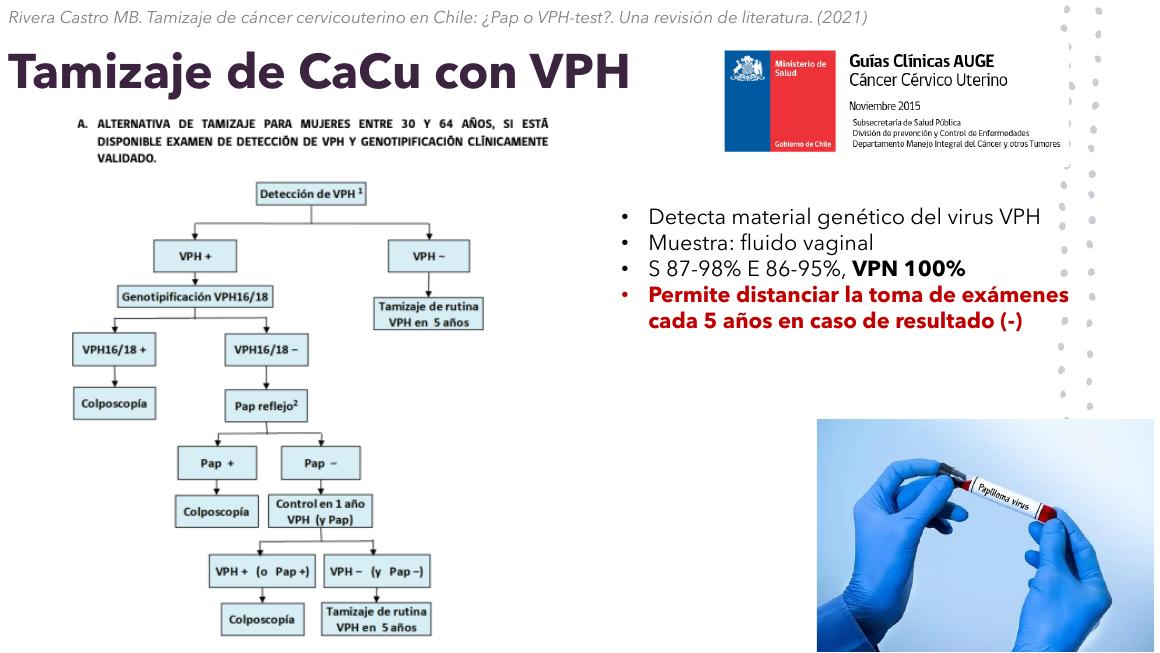 Rivera Castro MB. Tamizaje de cáncer cervicouterino en Chile: ¿Pap o VPH-test?. Una revisión de literatura. (2021)
Tamizaje de CaCu con VPH
Ministerio de
Salud
Gobierno de Chile
Guías Clínicas AUGE
Cáncer Cérvico Uterino
Noviembre 2015
Subsecretaría de Salud Pública
División de prevención y Control de Enfermedades
Departamento Manejo Integral del Cáncer y otros Tumores
A. ALTERNATIVA DE TAMIZAJE PARA MUJERES ENTRE 30 Y 64 AÑOS, SI ESTÁ
DISPONIBLE EXAMEN DE DETECCIÓN DE VPH Y GENOTIPIFICACIÓN CLÍNICAMENTE
VALIDADO.
Detección de VPH ¹
VPH +
VPH –
Genotipificación VPH16/18
Tamizaje de rutina
VPH en 5 años
VPH16/18 +
VPH16/18 –
Colposcopía
Pap reflejo²
Pap +
Pap –
Colposcopía
Control en 1 año
VPH (y Pap)
VPH + (o Pap +)
VPH – (y Pap –)
Colposcopía
Tamizaje de rutina
VPH en 5 años
• Detecta material genético del virus VPH
• Muestra: fluido vaginal
• S 87-98% E 86-95%, VPN 100%
• Permite distanciar la toma de exámenes
cada 5 años en caso de resultado (-)
Papilloma virus